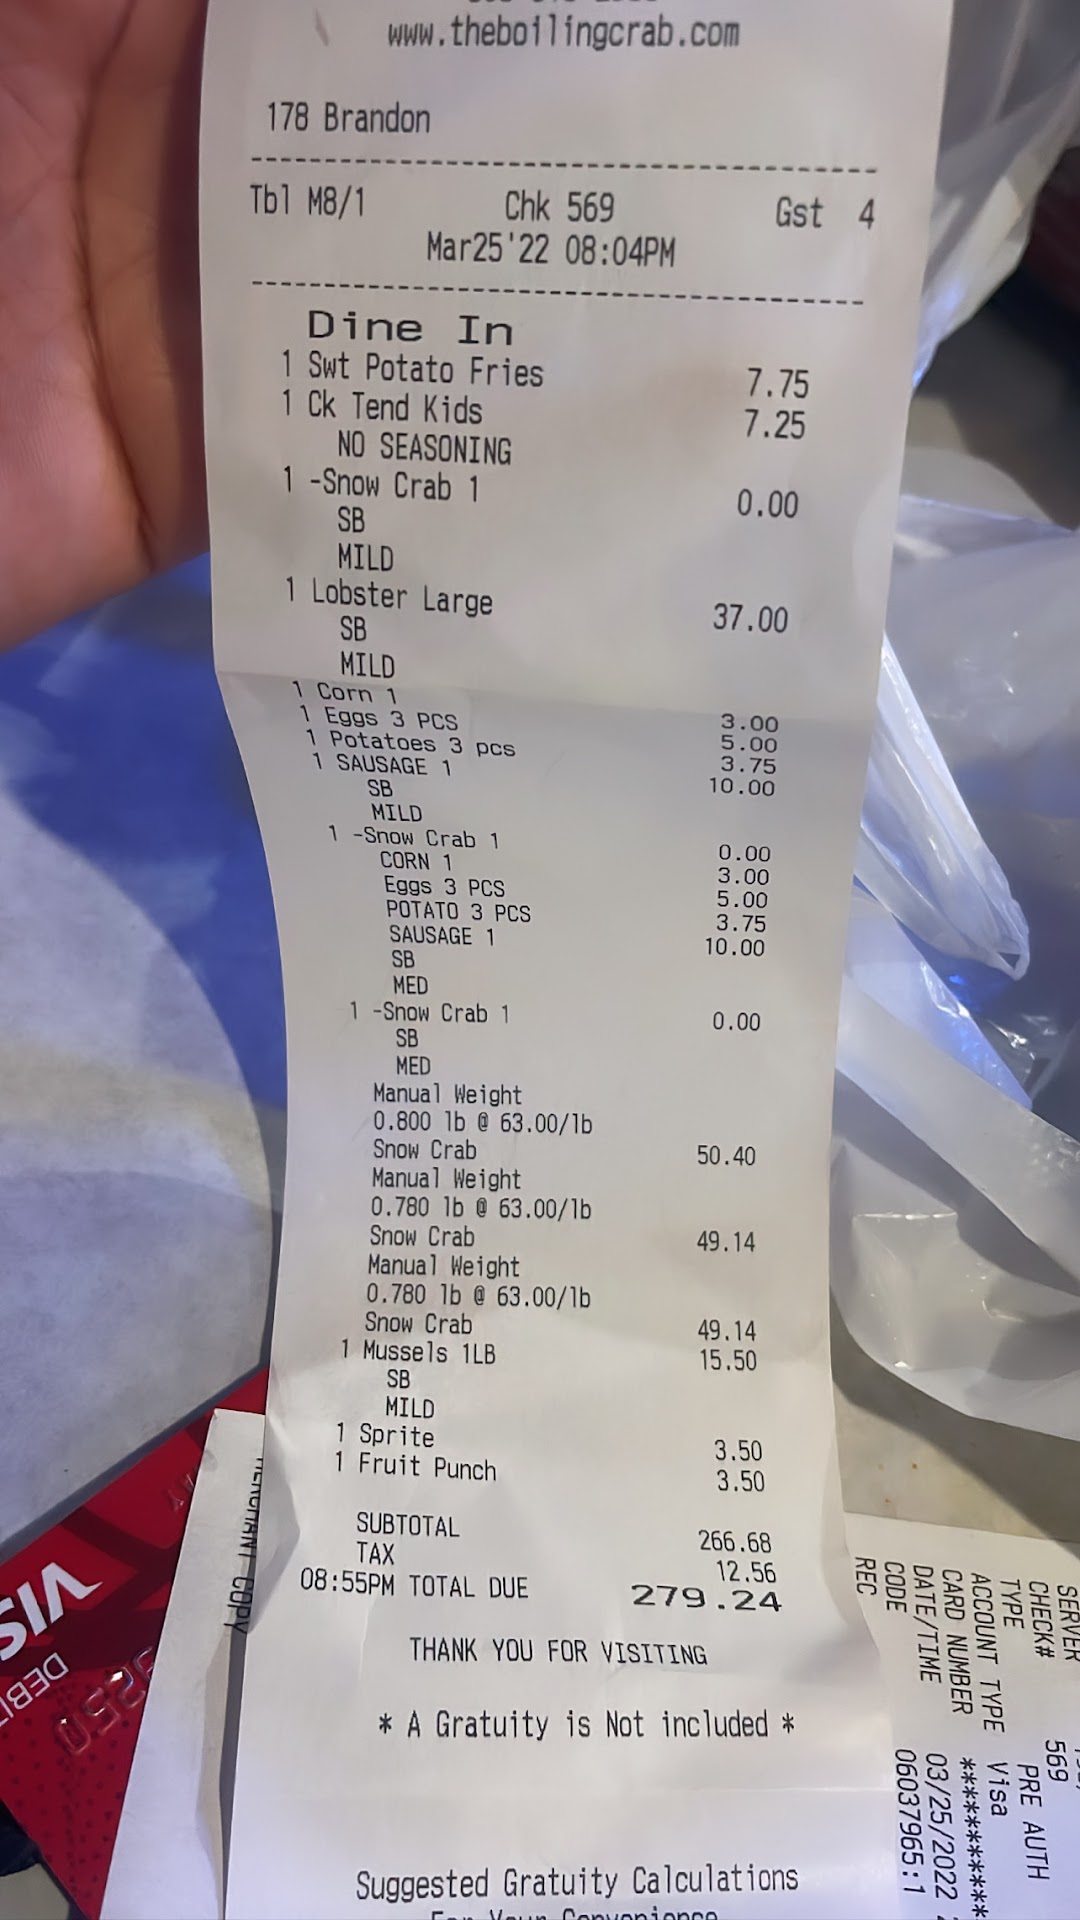 www.theboilingcrab.com
178 Brandon
Tbl M8/1 Chk 569 Gst 4
Mar25'22 08:04PM
Dine In
1 Swt Potato Fries 7.75
1 Ck Tend Kids 7.25
NO SEASONING
1 -Snow Crab 1 0.00
SB
MILD
1 Lobster Large 37.00
SB
MILD
1 Corn 1 3.00
1 Eggs 3 PCS 5.00
1 Potatoes 3 pcs 3.75
1 SAUSAGE 1 10.00
SB
MILD
1 -Snow Crab 1 0.00
CORN 1 3.00
Eggs 3 PCS 5.00
POTATO 3 PCS 3.75
SAUSAGE 1 10.00
SB
MED
1 -Snow Crab 1 0.00
SB
MED
Manual Weight
0.800 lb @ 63.00/lb
Snow Crab 50.40
Manual Weight
0.780 lb @ 63.00/lb
Snow Crab 49.14
Manual Weight
0.780 lb @ 63.00/lb
Snow Crab 49.14
1 Mussels 1LB 15.50
SB
MILD
1 Sprite 3.50
1 Fruit Punch 3.50
SUBTOTAL 266.68
TAX 12.56
08:55PM TOTAL DUE 279.24
THANK YOU FOR VISITING
* A Gratuity is Not included *
Suggested Gratuity Calculations
For Your Convenience
MERCHANT COPY
VIS
DEBI
SERVER
CHECK# 569
TYPE PRE AUTH
ACCOUNT TYPE Visa
CARD NUMBER ************
DATE/TIME 03/25/2022
CODE 06037965:1
REC